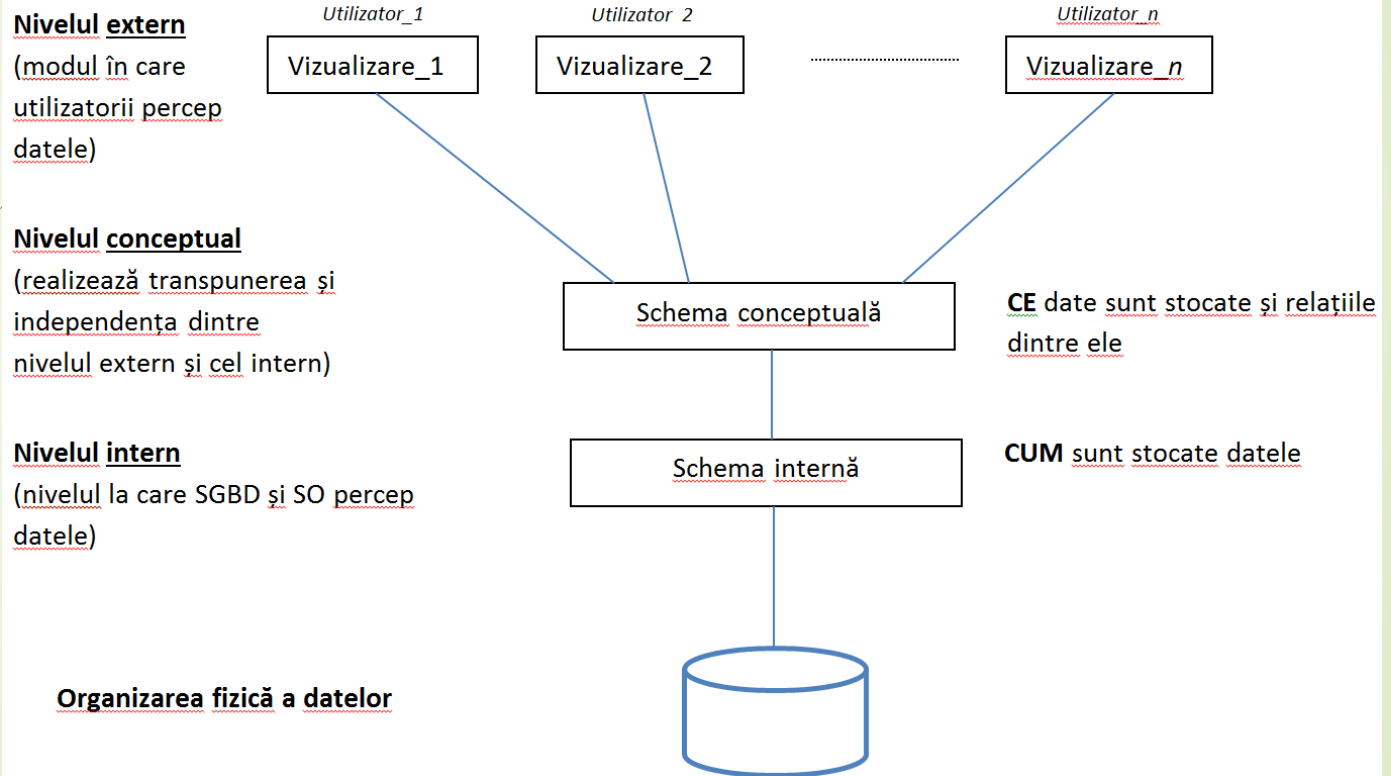 Utilizator_1
Utilizator 2
Utilizator_n
Nivelul extern
(modul în care
utilizatorii percep
datele)
Vizualizare_1
Vizualizare_2
Vizualizare_n
Nivelul conceptual
(realizează transpunerea și
independența dintre
nivelul extern și cel intern)
Schema conceptuală
CE date sunt stocate și relațiile
dintre ele
Nivelul intern
(nivelul la care SGBD și SO percep
datele)
Schema internă
CUM sunt stocate datele
Organizarea fizică a datelor